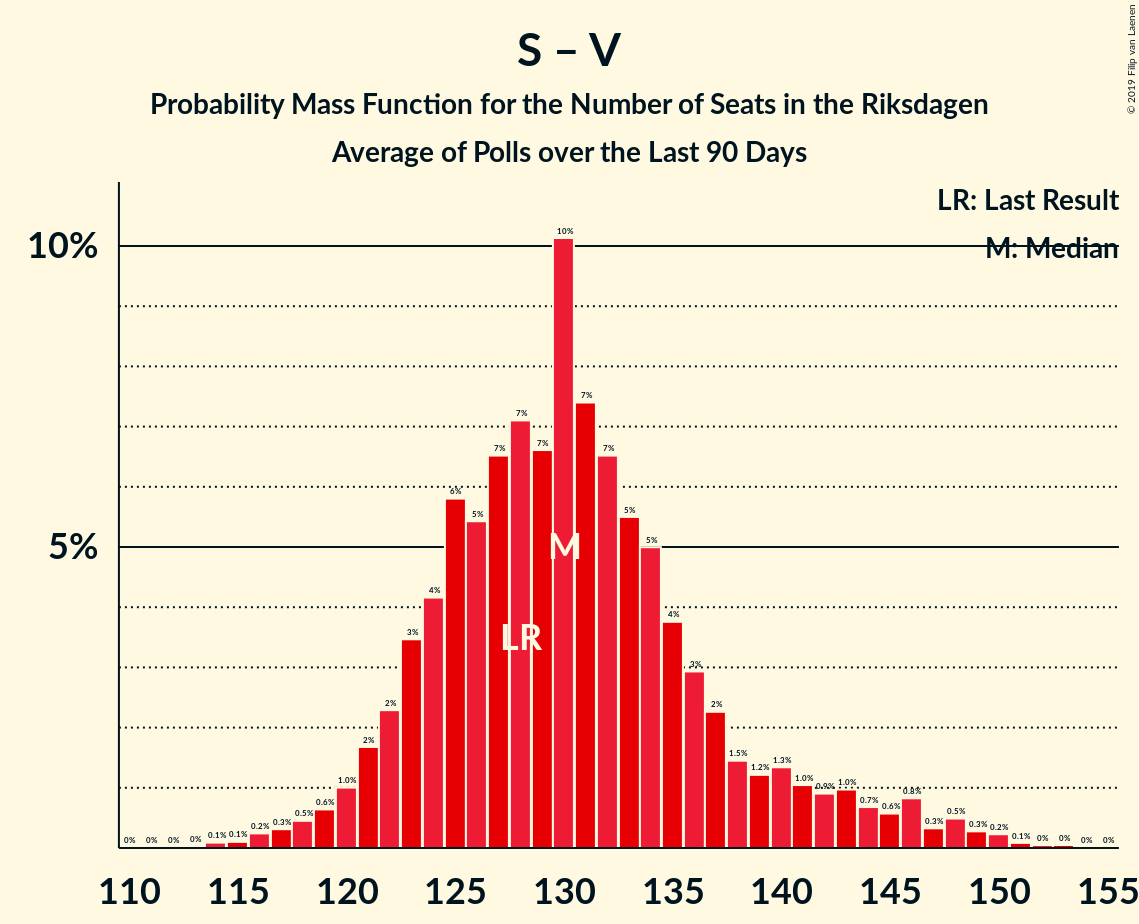 S – V
Probability Mass Function for the Number of Seats in the Riksdagen
Average of Polls over the Last 90 Days
© 2019 Filip van Laenen
LR: Last Result
M: Median
10%
5%
0% 0% 0% 0% 0.1% 0.1% 0.2% 0.3% 0.5% 0.6% 1.0% 2% 2% 3% 4% 6% 5% 7% 7% 7% 10% 7% 7% 5% 5% 4% 3% 2% 1.5% 1.2% 1.3% 1.0% 0.9% 1.0% 0.7% 0.6% 0.8% 0.3% 0.5% 0.3% 0.2% 0.1% 0% 0% 0% 0%
M
LR
110 115 120 125 130 135 140 145 150 155